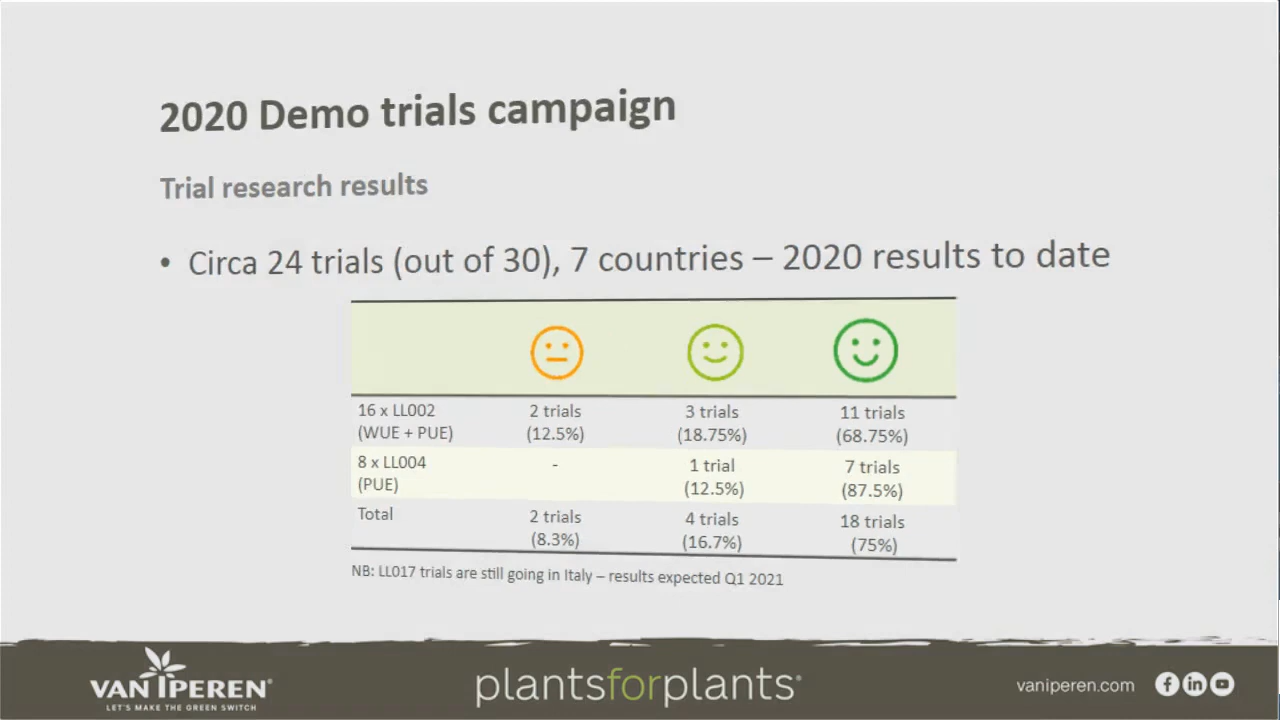 2020 Demo trials campaign
Trial research results
• Circa 24 trials (out of 30), 7 countries – 2020 results to date
16 x LL002 2 trials 3 trials 11 trials
(WUE + PUE) (12.5%) (18.75%) (68.75%)
8 x LL004 - 1 trial 7 trials
(PUE) (12.5%) (87.5%)
Total 2 trials 4 trials 18 trials
(8.3%) (16.7%) (75%)
NB: LL017 trials are still going in Italy – results expected Q1 2021
VAN IPEREN®
LET'S MAKE THE GREEN SWITCH
plantsforplants®
vaniperen.com